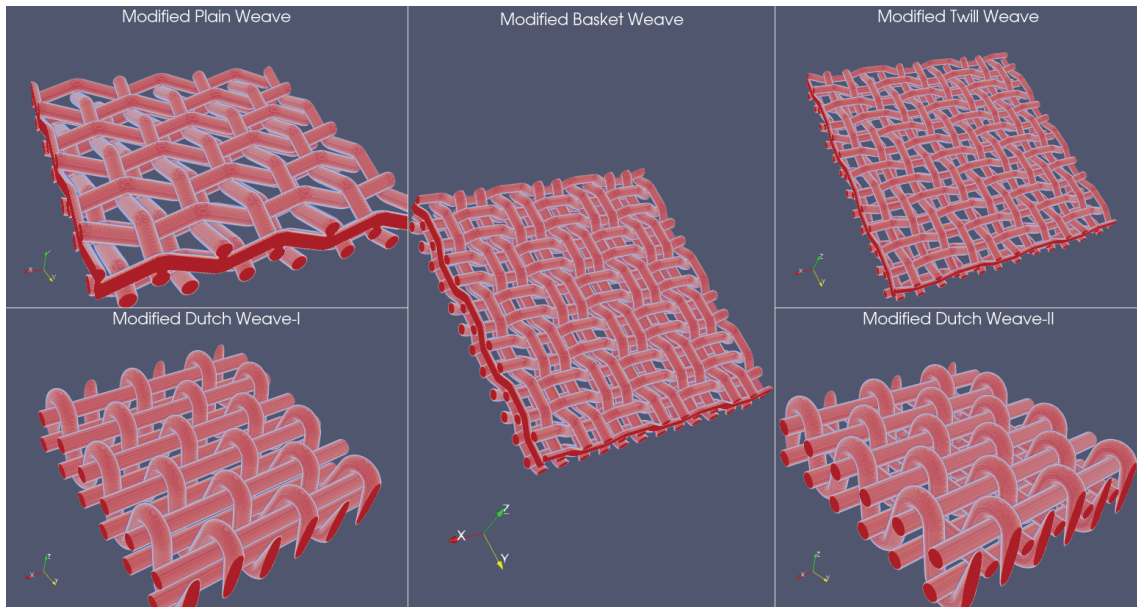 Modified Plain Weave
Modified Basket Weave
Modified Twill Weave
Modified Dutch Weave-I
Modified Dutch Weave-II
X
Y
Z
X
Y
Z
X
Y
Z
X
Y
Z
X
Y